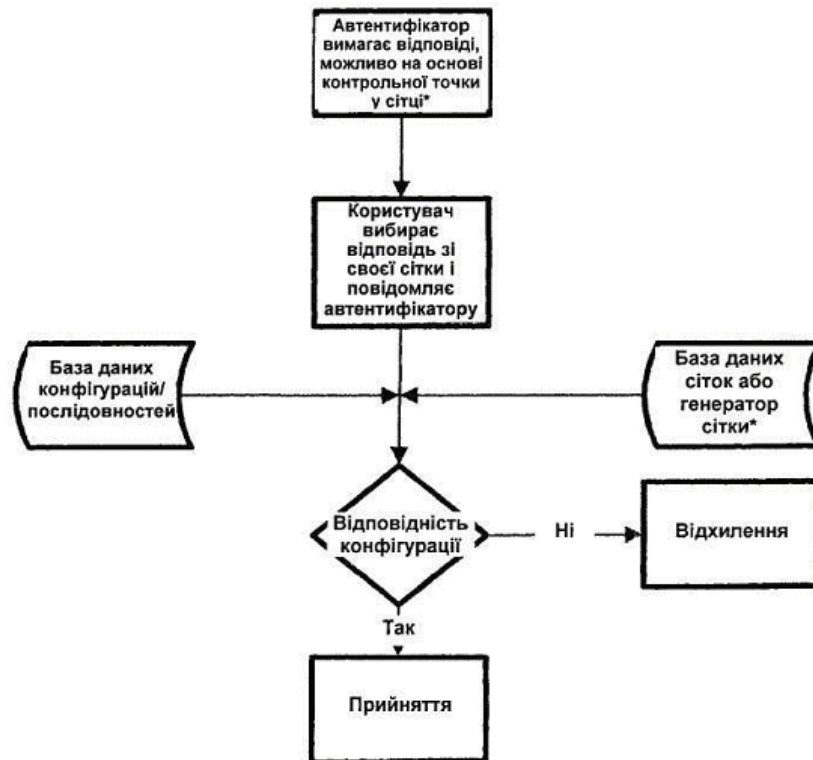 Автентифікатор
вимагає відповіді,
можливо на основі
контрольної точки
у сітці*
Користувач
вибирає
відповідь зі
своєї сітки і
повідомляє
автентифікатору
База даних
конфігурацій/
послідовностей
База даних
сіток або
генератор
сітки*
Відповідність
конфігурації
Ні
Відхилення
Так
Прийняття